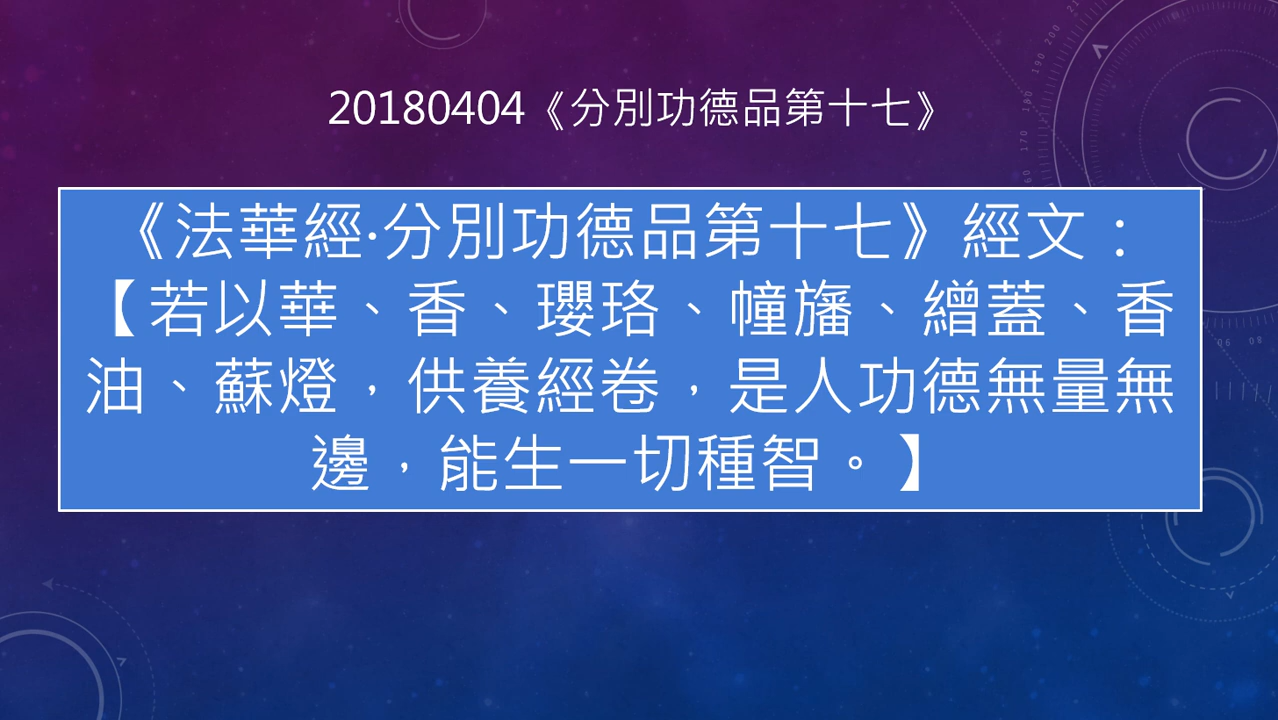 20180404《分別功德品第十七》
《法華經‧分別功德品第十七》經文：
【若以華、香、瓔珞、幢旛、繒蓋、香
油、蘇燈，供養經卷，是人功德無量無
邊，能生一切種智。】